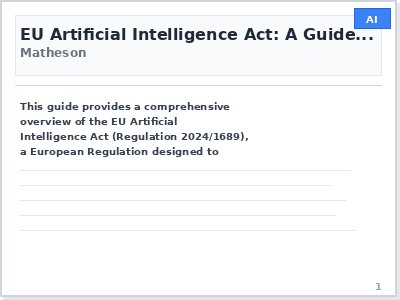 AI
EU Artificial Intelligence Act: A Guide...
Matheson
This guide provides a comprehensive
overview of the EU Artificial
Intelligence Act (Regulation 2024/1689),
a European Regulation designed to
1